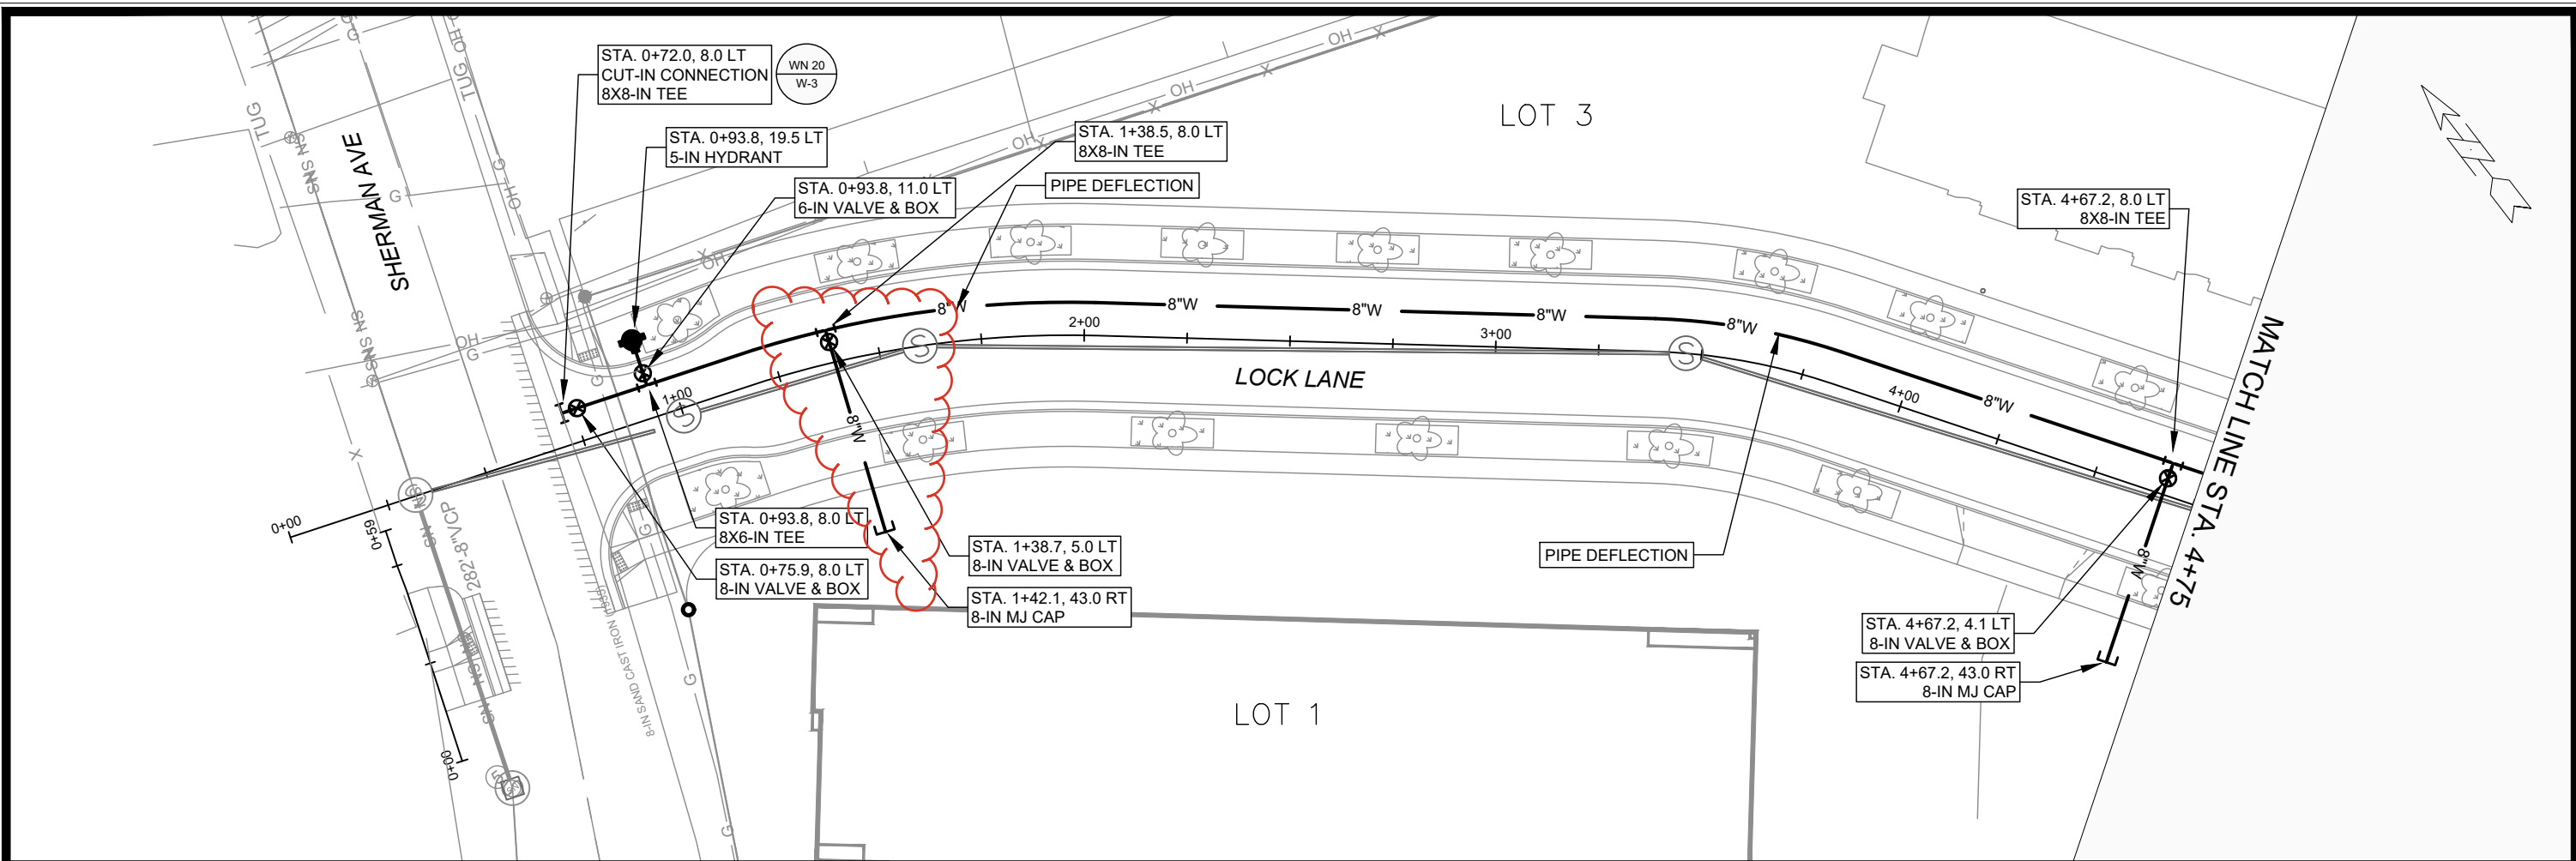 STA. 0+72.0, 8.0 LT
CUT-IN CONNECTION
8X8-IN TEE
WN 20
W-3
STA. 0+93.8, 19.5 LT
5-IN HYDRANT
STA. 0+93.8, 11.0 LT
6-IN VALVE & BOX
STA. 1+38.5, 8.0 LT
8X8-IN TEE
PIPE DEFLECTION
LOT 3
STA. 4+67.2, 8.0 LT
8X8-IN TEE
OH
OH
OH
OH
OH
OH
OH
TUG
TUG
G
G
G
G
G
G
G
G
X
X
X
X
X
SHERMAN AVE
8"W
8"W
8"W
8"W
8"W
8"W
8"W
8"W
0+00
1+00
2+00
3+00
4+00
S
S
S
LOCK LANE
MATCH LINE STA. 4+75
0+59
0+00
282'-8"VCP
8-IN SAND CAST IRON (1935)
STA. 0+93.8, 8.0 LT
8X6-IN TEE
STA. 0+75.9, 8.0 LT
8-IN VALVE & BOX
STA. 1+38.7, 5.0 LT
8-IN VALVE & BOX
STA. 1+42.1, 43.0 RT
8-IN MJ CAP
PIPE DEFLECTION
STA. 4+67.2, 4.1 LT
8-IN VALVE & BOX
STA. 4+67.2, 43.0 RT
8-IN MJ CAP
LOT 1